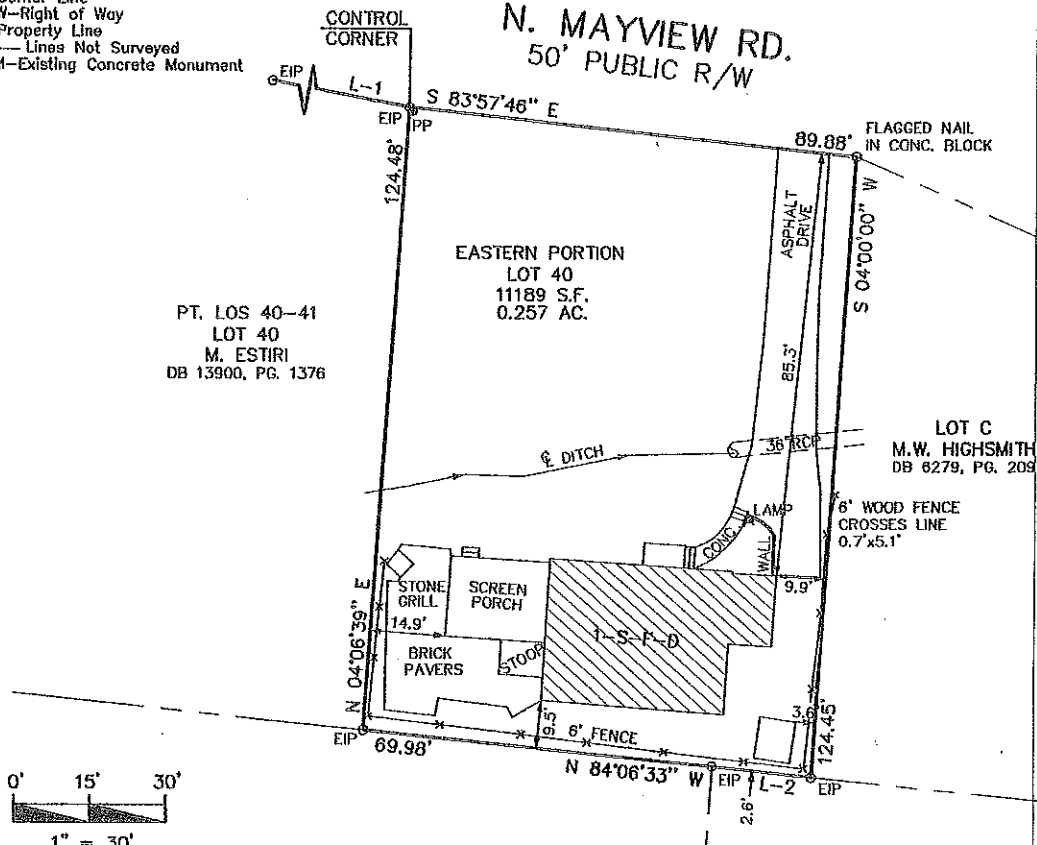 W-Right of Way
Property Line
Lines Not Surveyed
-Existing Concrete Monument
CONTROL
CORNER
N. MAYVIEW RD.
50' PUBLIC R/W
EIP
L-1
S 83°57'46" E
EIP
PP
89.88'
FLAGGED NAIL
IN CONC. BLOCK
124.48'
ASPHALT
DRIVE
S 04°00'00" W
EASTERN PORTION
LOT 40
11189 S.F.
0.257 AC.
PT. LOS 40-41
LOT 40
M. ESTIRI
DB 13900, PG. 1376
85.3'
LOT C
M.W. HIGHSMITH
DB 6279, PG. 209
36" RCP
℄ DITCH
6' WOOD FENCE
CROSSES LINE
0.7'x5.1'
LAMP
CONC.
WALL
9.9'
STONE
GRILL
SCREEN
PORCH
N 04°06'39" E
14.9'
1-S-F-D
BRICK
PAVERS
STOOP
3.6'
124.45'
9.5'
6' FENCE
EIP
69.98'
N 84°06'33" W
EIP
L-2
EIP
2.6'
0' 15' 30'
1" = 30'